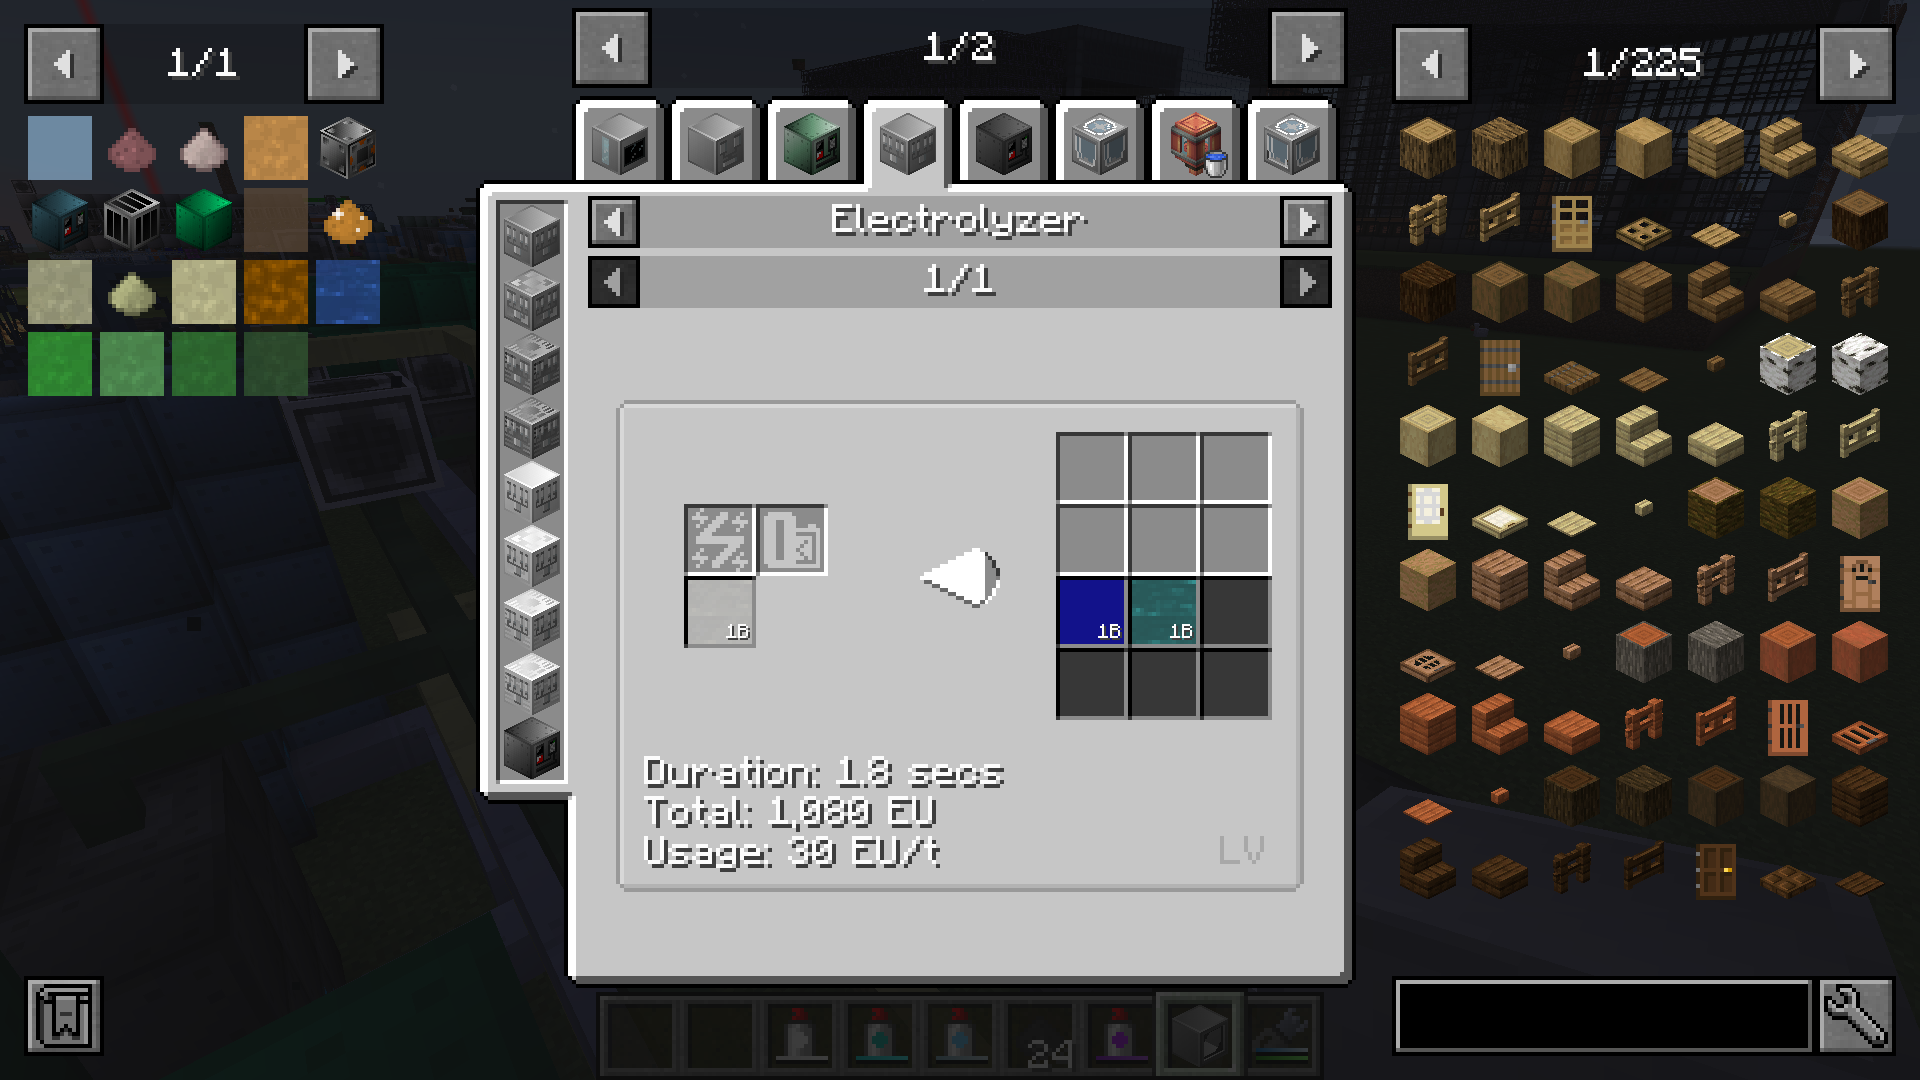 1/1
1/2
1/225
Electrolyzer
1/1
1B
1B
1B
Duration: 1.8 secs
Total: 1,080 EU
Usage: 30 EU/t
LV
24